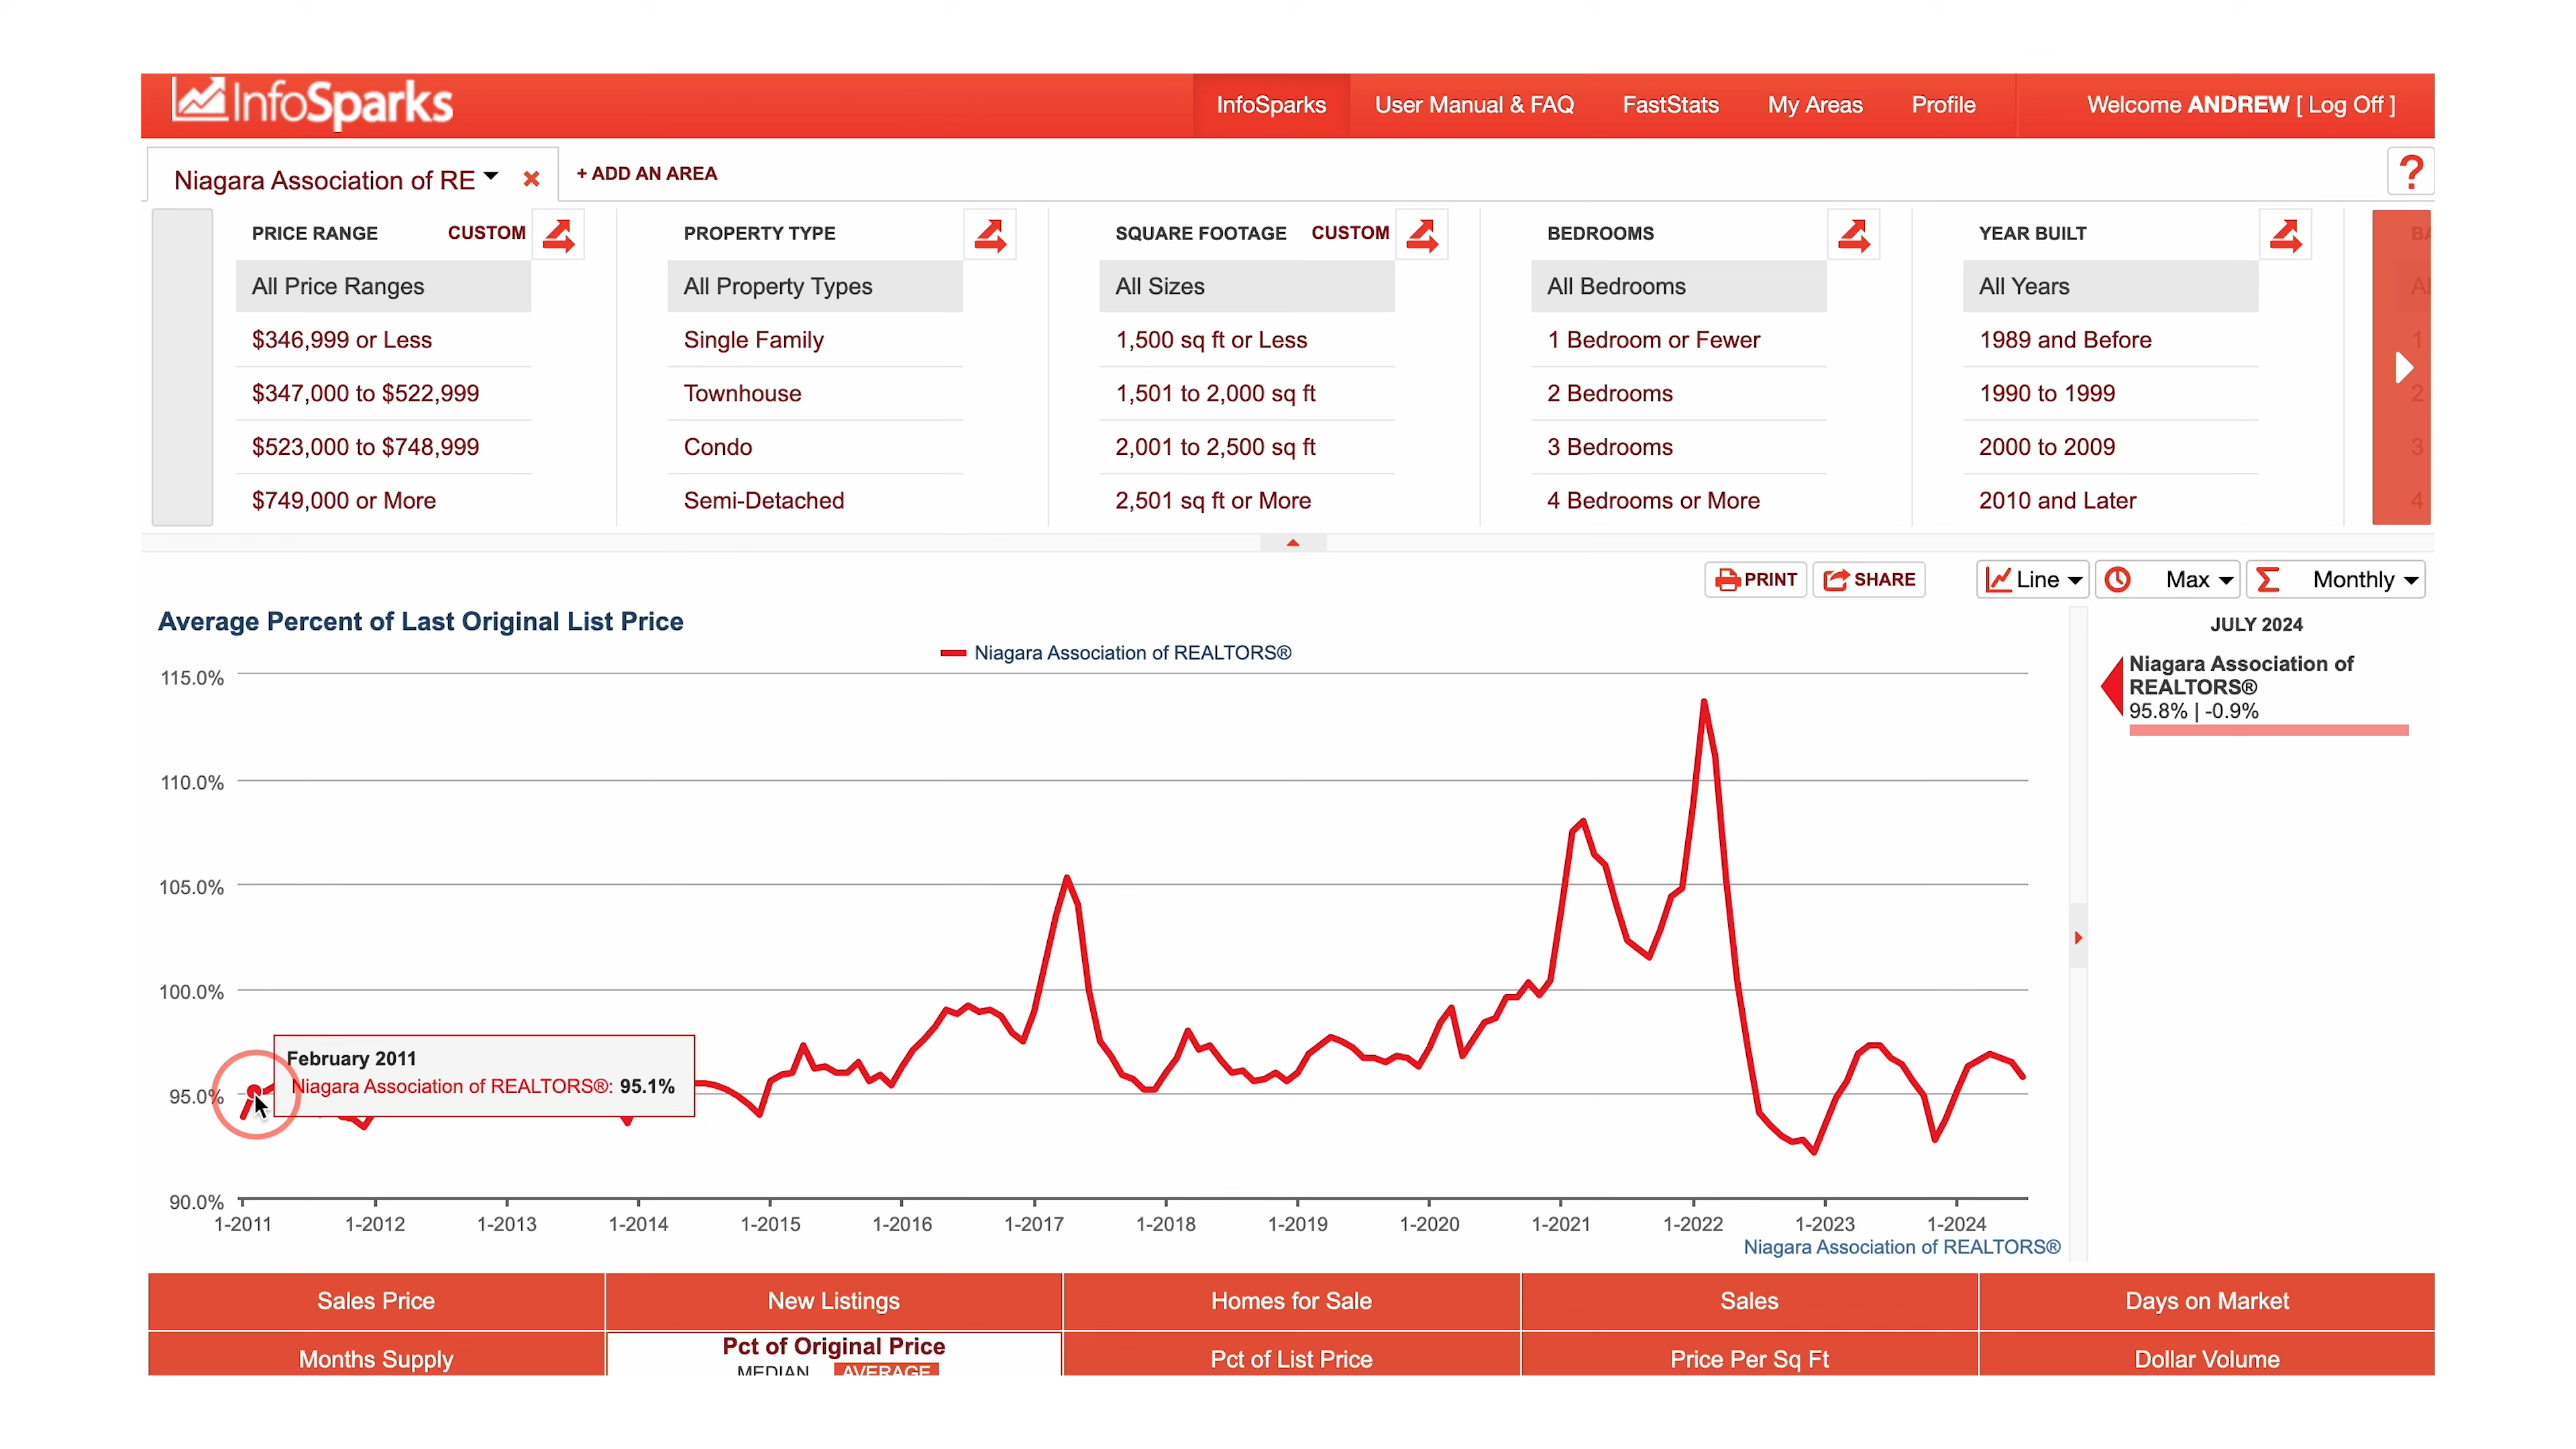 InfoSparks
InfoSparks User Manual & FAQ FastStats My Areas Profile Welcome ANDREW [ Log Off ]
Niagara Association of RE + ADD AN AREA ?
PRICE RANGE CUSTOM
All Price Ranges
$346,999 or Less
$347,000 to $522,999
$523,000 to $748,999
$749,000 or More
PROPERTY TYPE
All Property Types
Single Family
Townhouse
Condo
Semi-Detached
SQUARE FOOTAGE CUSTOM
All Sizes
1,500 sq ft or Less
1,501 to 2,000 sq ft
2,001 to 2,500 sq ft
2,501 sq ft or More
BEDROOMS
All Bedrooms
1 Bedroom or Fewer
2 Bedrooms
3 Bedrooms
4 Bedrooms or More
YEAR BUILT
All Years
1989 and Before
1990 to 1999
2000 to 2009
2010 and Later
1
2
3
4
PRINT SHARE Line Max Monthly
Average Percent of Last Original List Price
Niagara Association of REALTORS®
115.0%
110.0%
105.0%
100.0%
95.0%
90.0%
February 2011
Niagara Association of REALTORS®: 95.1%
1-2011 1-2012 1-2013 1-2014 1-2015 1-2016 1-2017 1-2018 1-2019 1-2020 1-2021 1-2022 1-2023 1-2024
Niagara Association of REALTORS®
JULY 2024
Niagara Association of
REALTORS®
95.8% | -0.9%
Sales Price New Listings Homes for Sale Sales Days on Market
Months Supply Pct of Original Price Pct of List Price Price Per Sq Ft Dollar Volume
MEDIAN AVERAGE